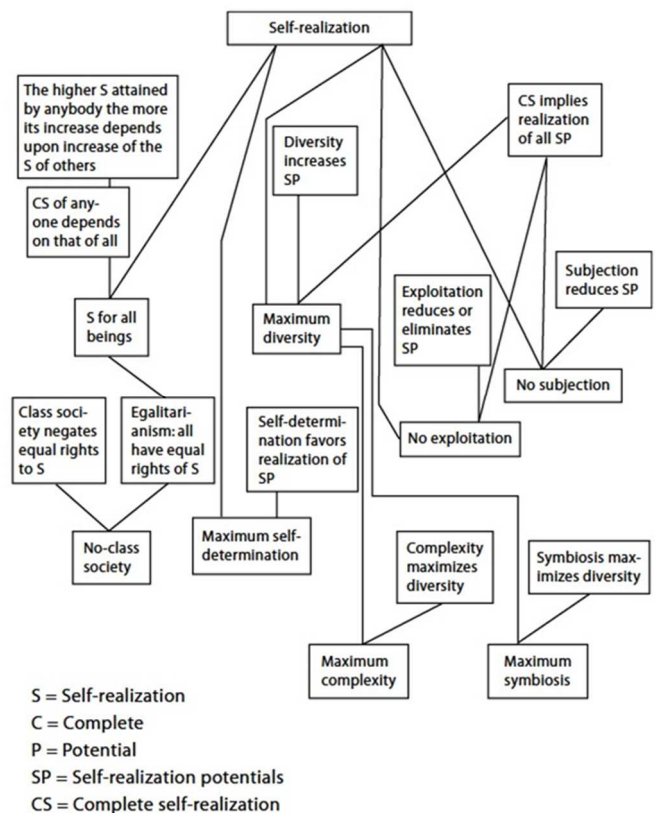 Self-realization
The higher S attained
by anybody the more
its increase depends
upon increase of the
S of others
CS of any-
one depends
on that of all
S for all
beings
Class soci-
ety negates
equal rights
to S
Egalitari-
anism: all
have equal
rights of S
No-class
society
Diversity
increases
SP
Maximum
diversity
Self-determi-
nation favors
realization of
SP
Maximum self-
determination
CS implies
realization
of all SP
Exploitation
reduces or
eliminates
SP
Subjection
reduces SP
No subjection
No exploitation
Complexity
maximizes
diversity
Symbiosis max-
imizes diversity
Maximum
complexity
Maximum
symbiosis
S = Self-realization
C = Complete
P = Potential
SP = Self-realization potentials
CS = Complete self-realization